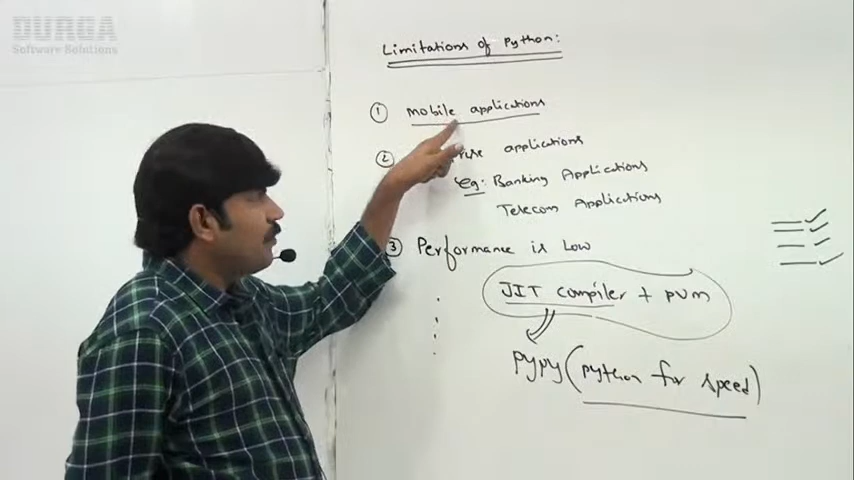 DURGA
Software Solutions
Limitations of Python:
① Mobile applications
② applications
Eg: Banking Applications
Telecom Applications
③ Performance is Low
JIT compiler + PVM
pypy (python for speed)